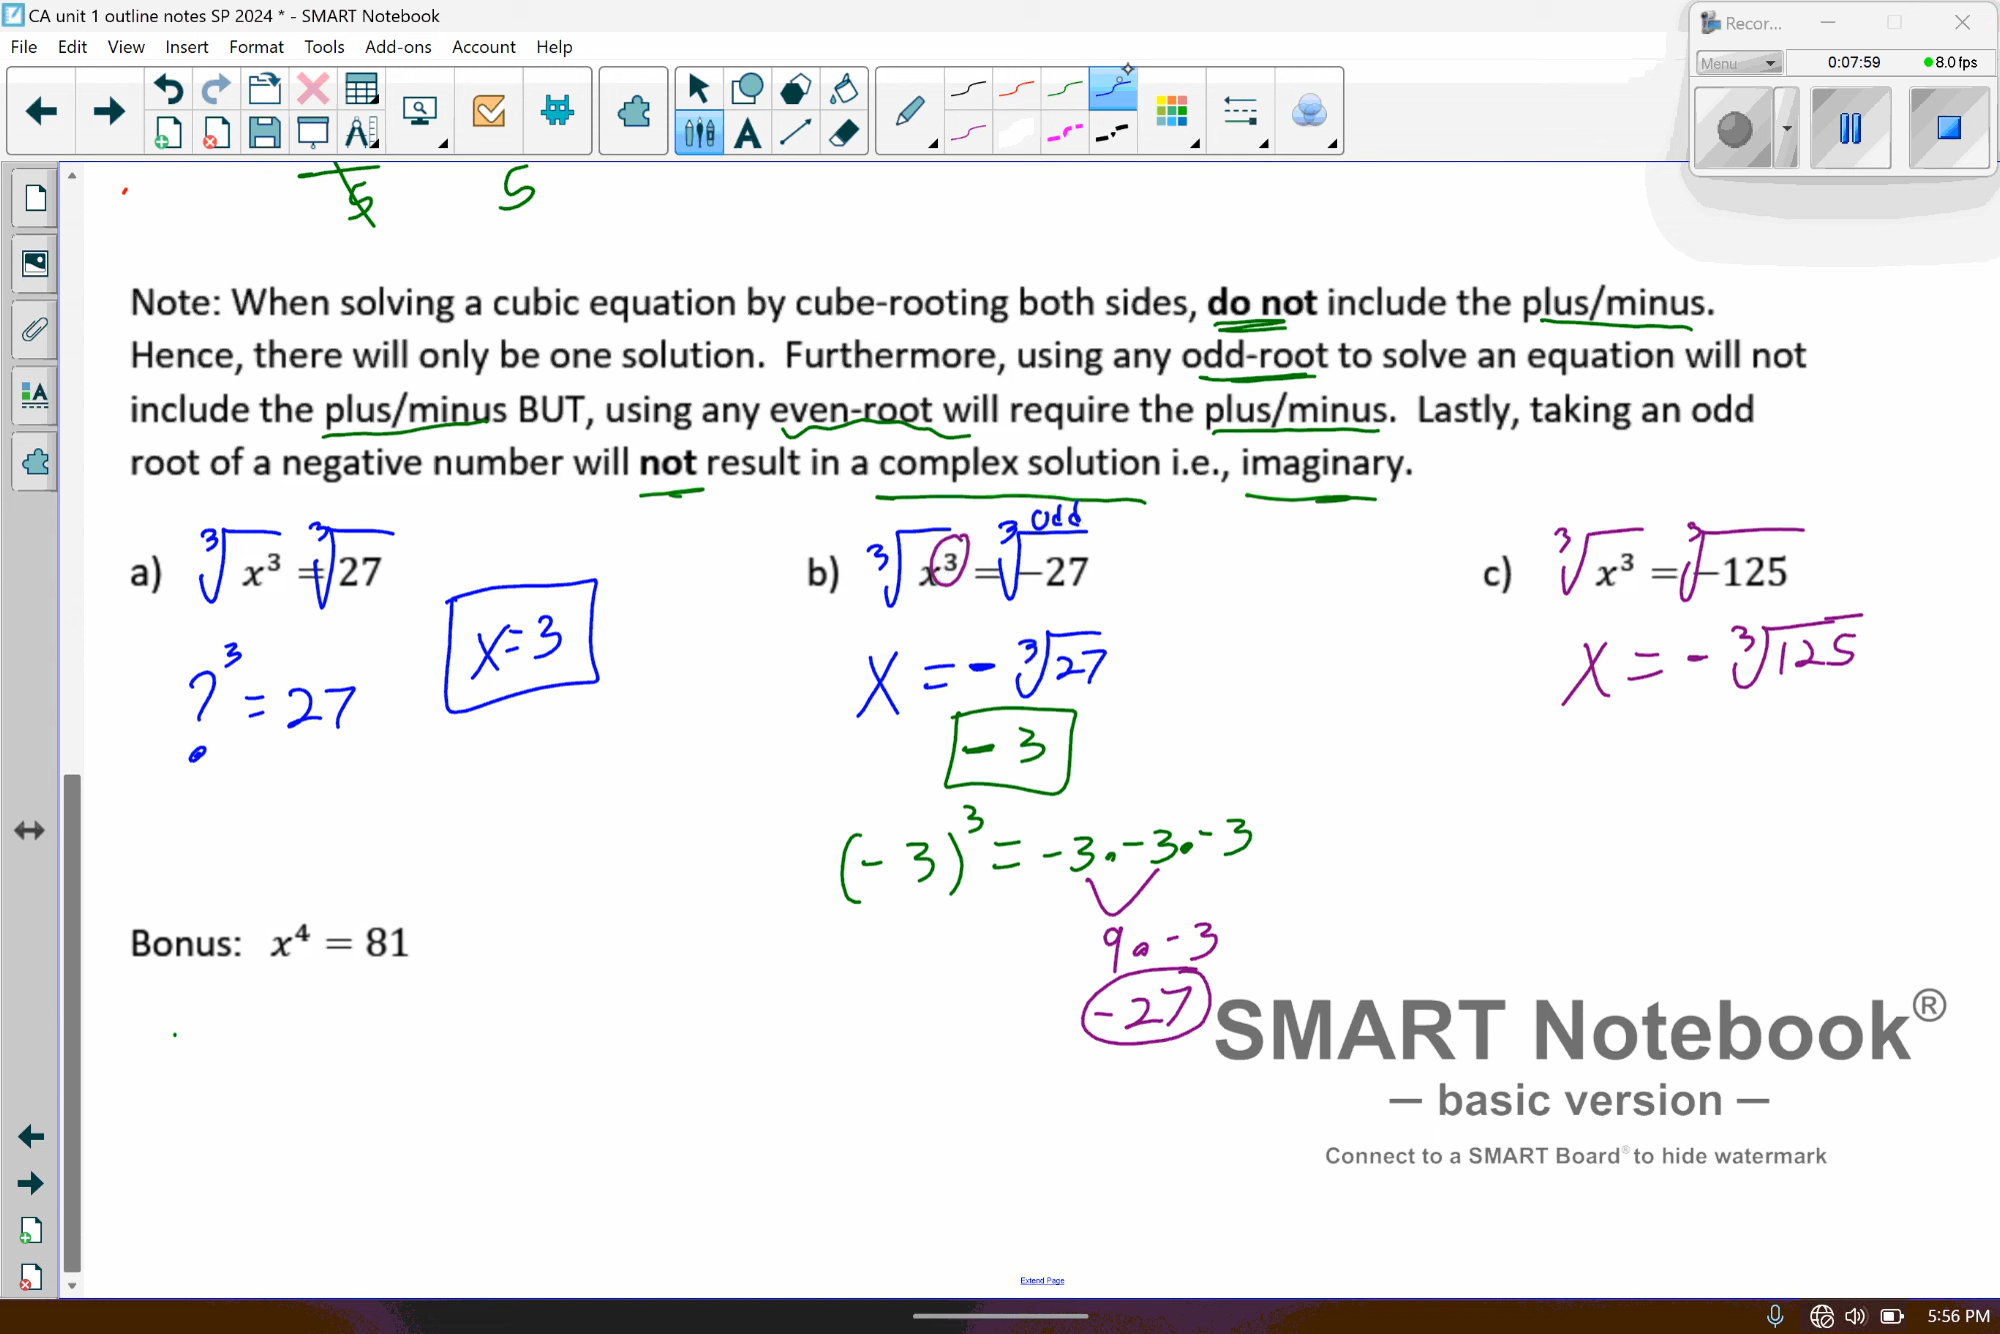 CA unit 1 outline notes SP 2024 * - SMART Notebook
Recor...
File Edit View Insert Format Tools Add-ons Account Help
Menu 0:07:59 8.0 fps
5 5
Note: When solving a cubic equation by cube-rooting both sides, do not include the plus/minus.
Hence, there will only be one solution. Furthermore, using any odd-root to solve an equation will not
include the plus/minus BUT, using any even-root will require the plus/minus. Lastly, taking an odd
root of a negative number will not result in a complex solution i.e., imaginary.
a) ∛x³ = ∛27
?³ = 27
x = 3
odd
b) ∛x³ = ∛-27
x = - ∛27
- 3
(- 3)³ = -3 · -3 · -3
9 · -3
-27
c) ∛x³ = ∛-125
x = - ∛125
Bonus: x⁴ = 81
SMART Notebook®
— basic version —
Connect to a SMART Board® to hide watermark
Extend Page
5:56 PM